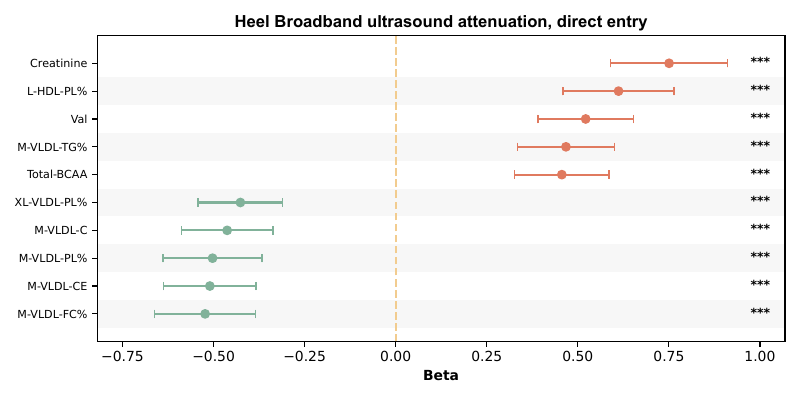 Heel Broadband ultrasound attenuation, direct entry
Creatinine ***
L-HDL-PL% ***
Val ***
M-VLDL-TG% ***
Total-BCAA ***
XL-VLDL-PL% ***
M-VLDL-C ***
M-VLDL-PL% ***
M-VLDL-CE ***
M-VLDL-FC% ***
−0.75 −0.50 −0.25 0.00 0.25 0.50 0.75 1.00
Beta